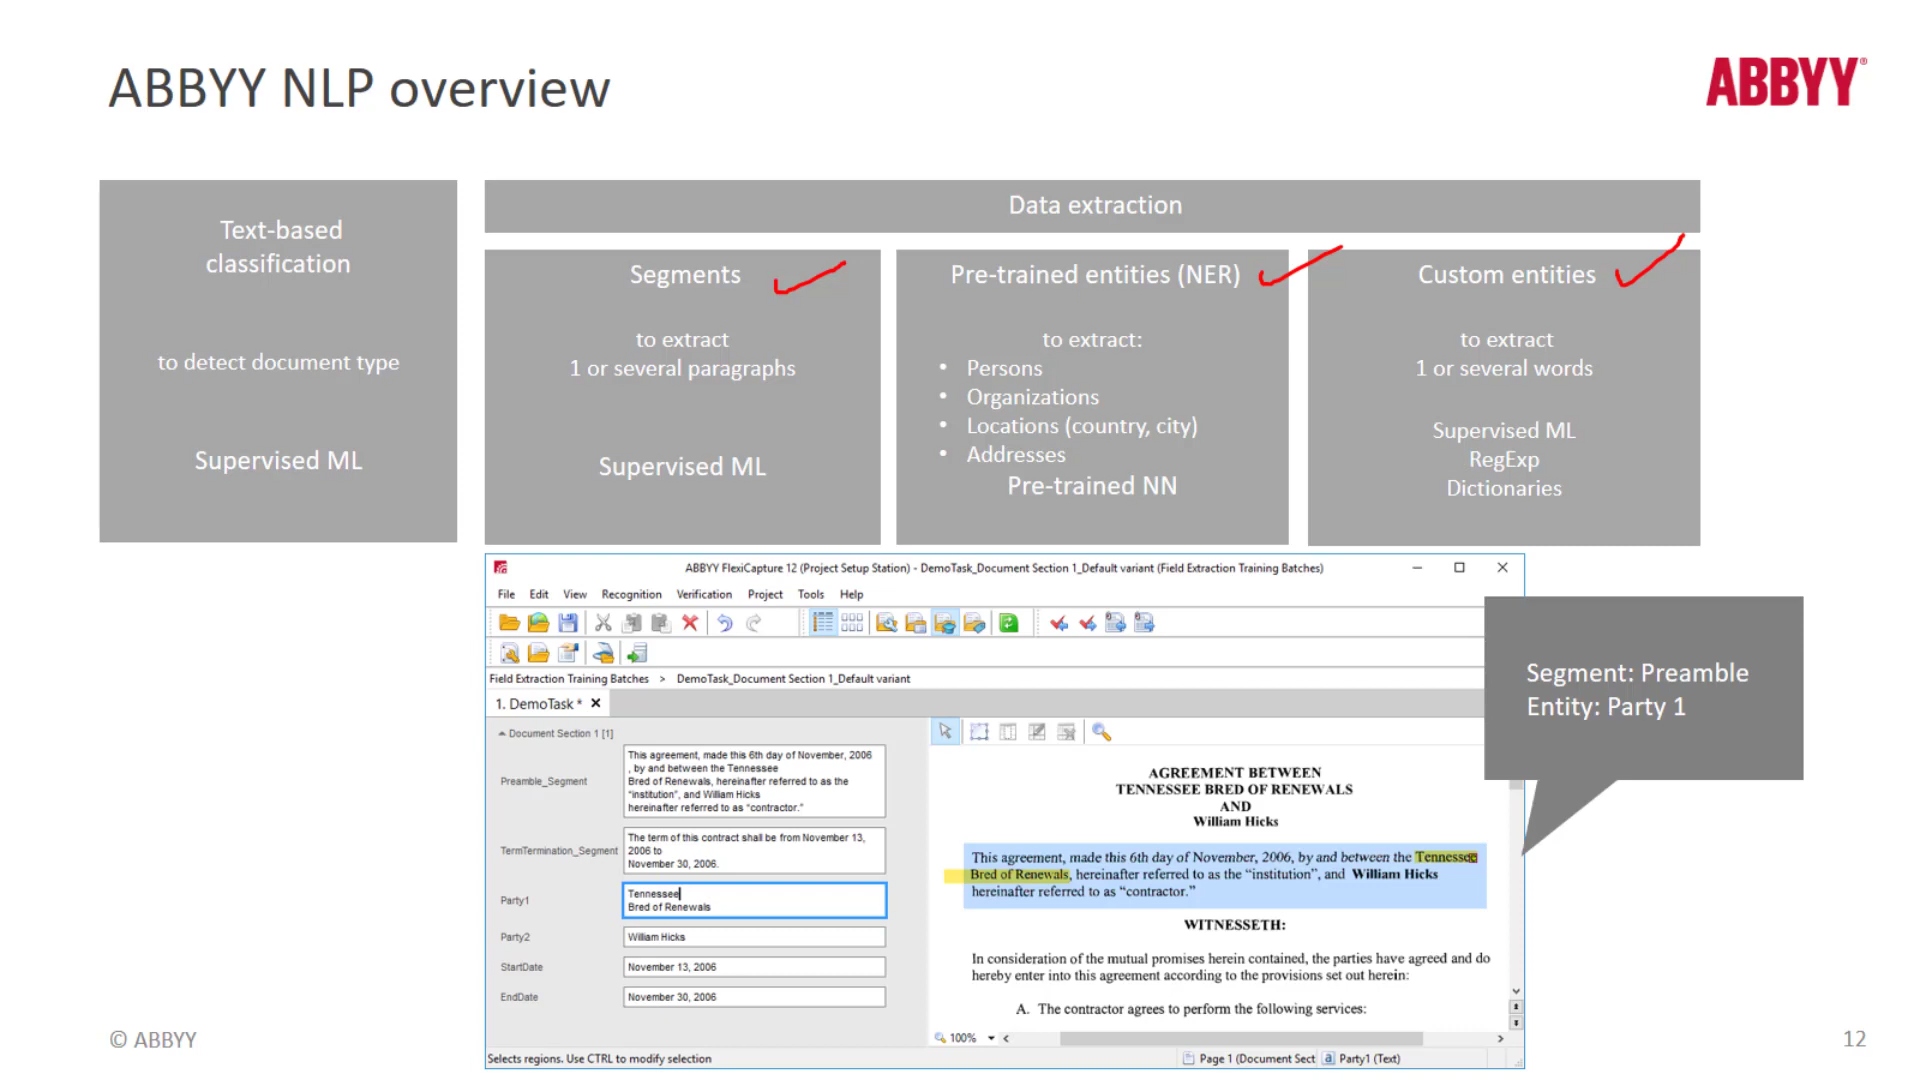 ABBYY NLP overview
ABBYY®
Text-based
classification
to detect document type
Supervised ML
Data extraction
Segments
to extract
1 or several paragraphs
Supervised ML
Pre-trained entities (NER)
to extract:
• Persons
• Organizations
• Locations (country, city)
• Addresses
Pre-trained NN
Custom entities
to extract
1 or several words
Supervised ML
RegExp
Dictionaries
ABBYY FlexiCapture 12 (Project Setup Station) - DemoTask_Document Section 1_Default variant (Field Extraction Training Batches)
File Edit View Recognition Verification Project Tools Help
Field Extraction Training Batches > DemoTask_Document Section 1_Default variant
1. DemoTask *
Document Section 1 [1]
Preamble_Segment
This agreement, made this 6th day of November, 2006
, by and between the Tennessee
Bred of Renewals, hereinafter referred to as the
"institution", and William Hicks
hereinafter referred to as "contractor."
TermTermination_Segment
The term of this contract shall be from November 13,
2006 to
November 30, 2006.
Party1
Tennessee
Bred of Renewals
Party2
William Hicks
StartDate
November 13, 2006
EndDate
November 30, 2006
AGREEMENT BETWEEN
TENNESSEE BRED OF RENEWALS
AND
William Hicks
This agreement, made this 6th day of November, 2006, by and between the Tennessee
Bred of Renewals, hereinafter referred to as the “institution”, and William Hicks
hereinafter referred to as “contractor.”
WITNESSETH:
In consideration of the mutual promises herein contained, the parties have agreed and do
hereby enter into this agreement according to the provisions set out herein:
A. The contractor agrees to perform the following services:
100%
Selects regions. Use CTRL to modify selection
Page 1 (Document Sect
a Party1 (Text)
Segment: Preamble
Entity: Party 1
© ABBYY
12